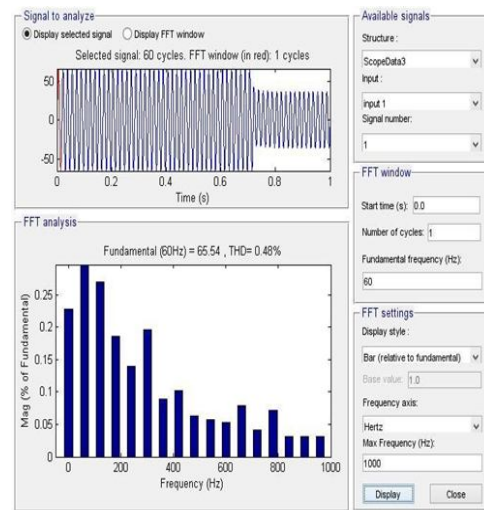 Signal to analyze
Display selected signal Display FFT window
Selected signal: 60 cycles. FFT window (in red): 1 cycles
50
0
-50
0 0.2 0.4 0.6 0.8 1
Time (s)
FFT analysis
Fundamental (60Hz) = 65.54 , THD= 0.48%
Mag (% of Fundamental)
0.25
0.2
0.15
0.1
0.05
0
0 200 400 600 800 1000
Frequency (Hz)
Available signals
Structure :
ScopeData3
Input :
input 1
Signal number:
1
FFT window
Start time (s): 0.0
Number of cycles: 1
Fundamental frequency (Hz):
60
FFT settings
Display style :
Bar (relative to fundamental)
Base value: 1.0
Frequency axis:
Hertz
Max Frequency (Hz):
1000
Display Close